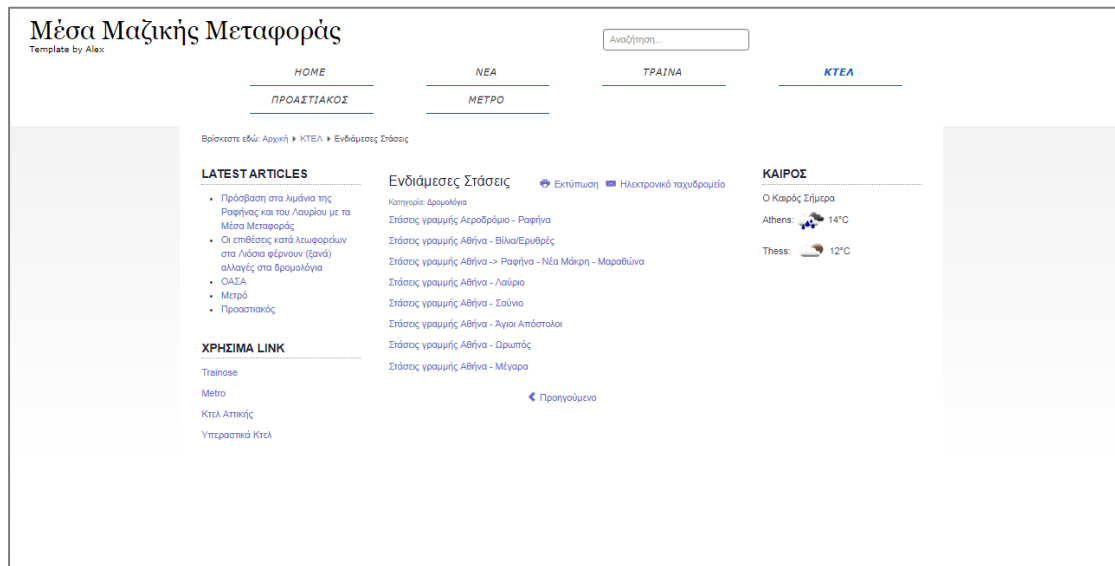 Μέσα Μαζικής Μεταφοράς
Template by Alex
Αναζήτηση...
HOME
ΝΕΑ
ΤΡΑΙΝΑ
ΚΤΕΛ
ΠΡΟΑΣΤΙΑΚΟΣ
ΜΕΤΡΟ
Βρίσκεστε εδώ: Αρχική ▸ ΚΤΕΛ ▸ Ενδιάμεσες Στάσεις
LATEST ARTICLES
Πρόσβαση στα λιμάνια της
Ραφήνας και του Λαυρίου με τα
Μέσα Μεταφοράς
Οι επιθέσεις κατά λεωφορείων
στα Λιόσια φέρνουν (ξανά)
αλλαγές στα δρομολόγια
ΟΑΣΑ
Μετρό
Προαστιακός
ΧΡΗΣΙΜΑ LINK
Trainose
Metro
Κτελ Αττικής
Υπεραστικά Κτελ
Ενδιάμεσες Στάσεις
Εκτύπωση
Ηλεκτρονικό ταχυδρομείο
Κατηγορία: Δρομολόγια
Στάσεις γραμμής Αεροδρόμιο - Ραφήνα
Στάσεις γραμμής Αθήνα - Βίλια/Ερυθρές
Στάσεις γραμμής Αθήνα -> Ραφήνα - Νέα Μάκρη - Μαραθώνα
Στάσεις γραμμής Αθήνα - Λαύριο
Στάσεις γραμμής Αθήνα - Σούνιο
Στάσεις γραμμής Αθήνα - Άγιοι Απόστολοι
Στάσεις γραμμής Αθήνα - Ωρωπός
Στάσεις γραμμής Αθήνα - Μέγαρα
Προηγούμενο
ΚΑΙΡΟΣ
Ο Καιρός Σήμερα
Athens: 14°C
Thess: 12°C